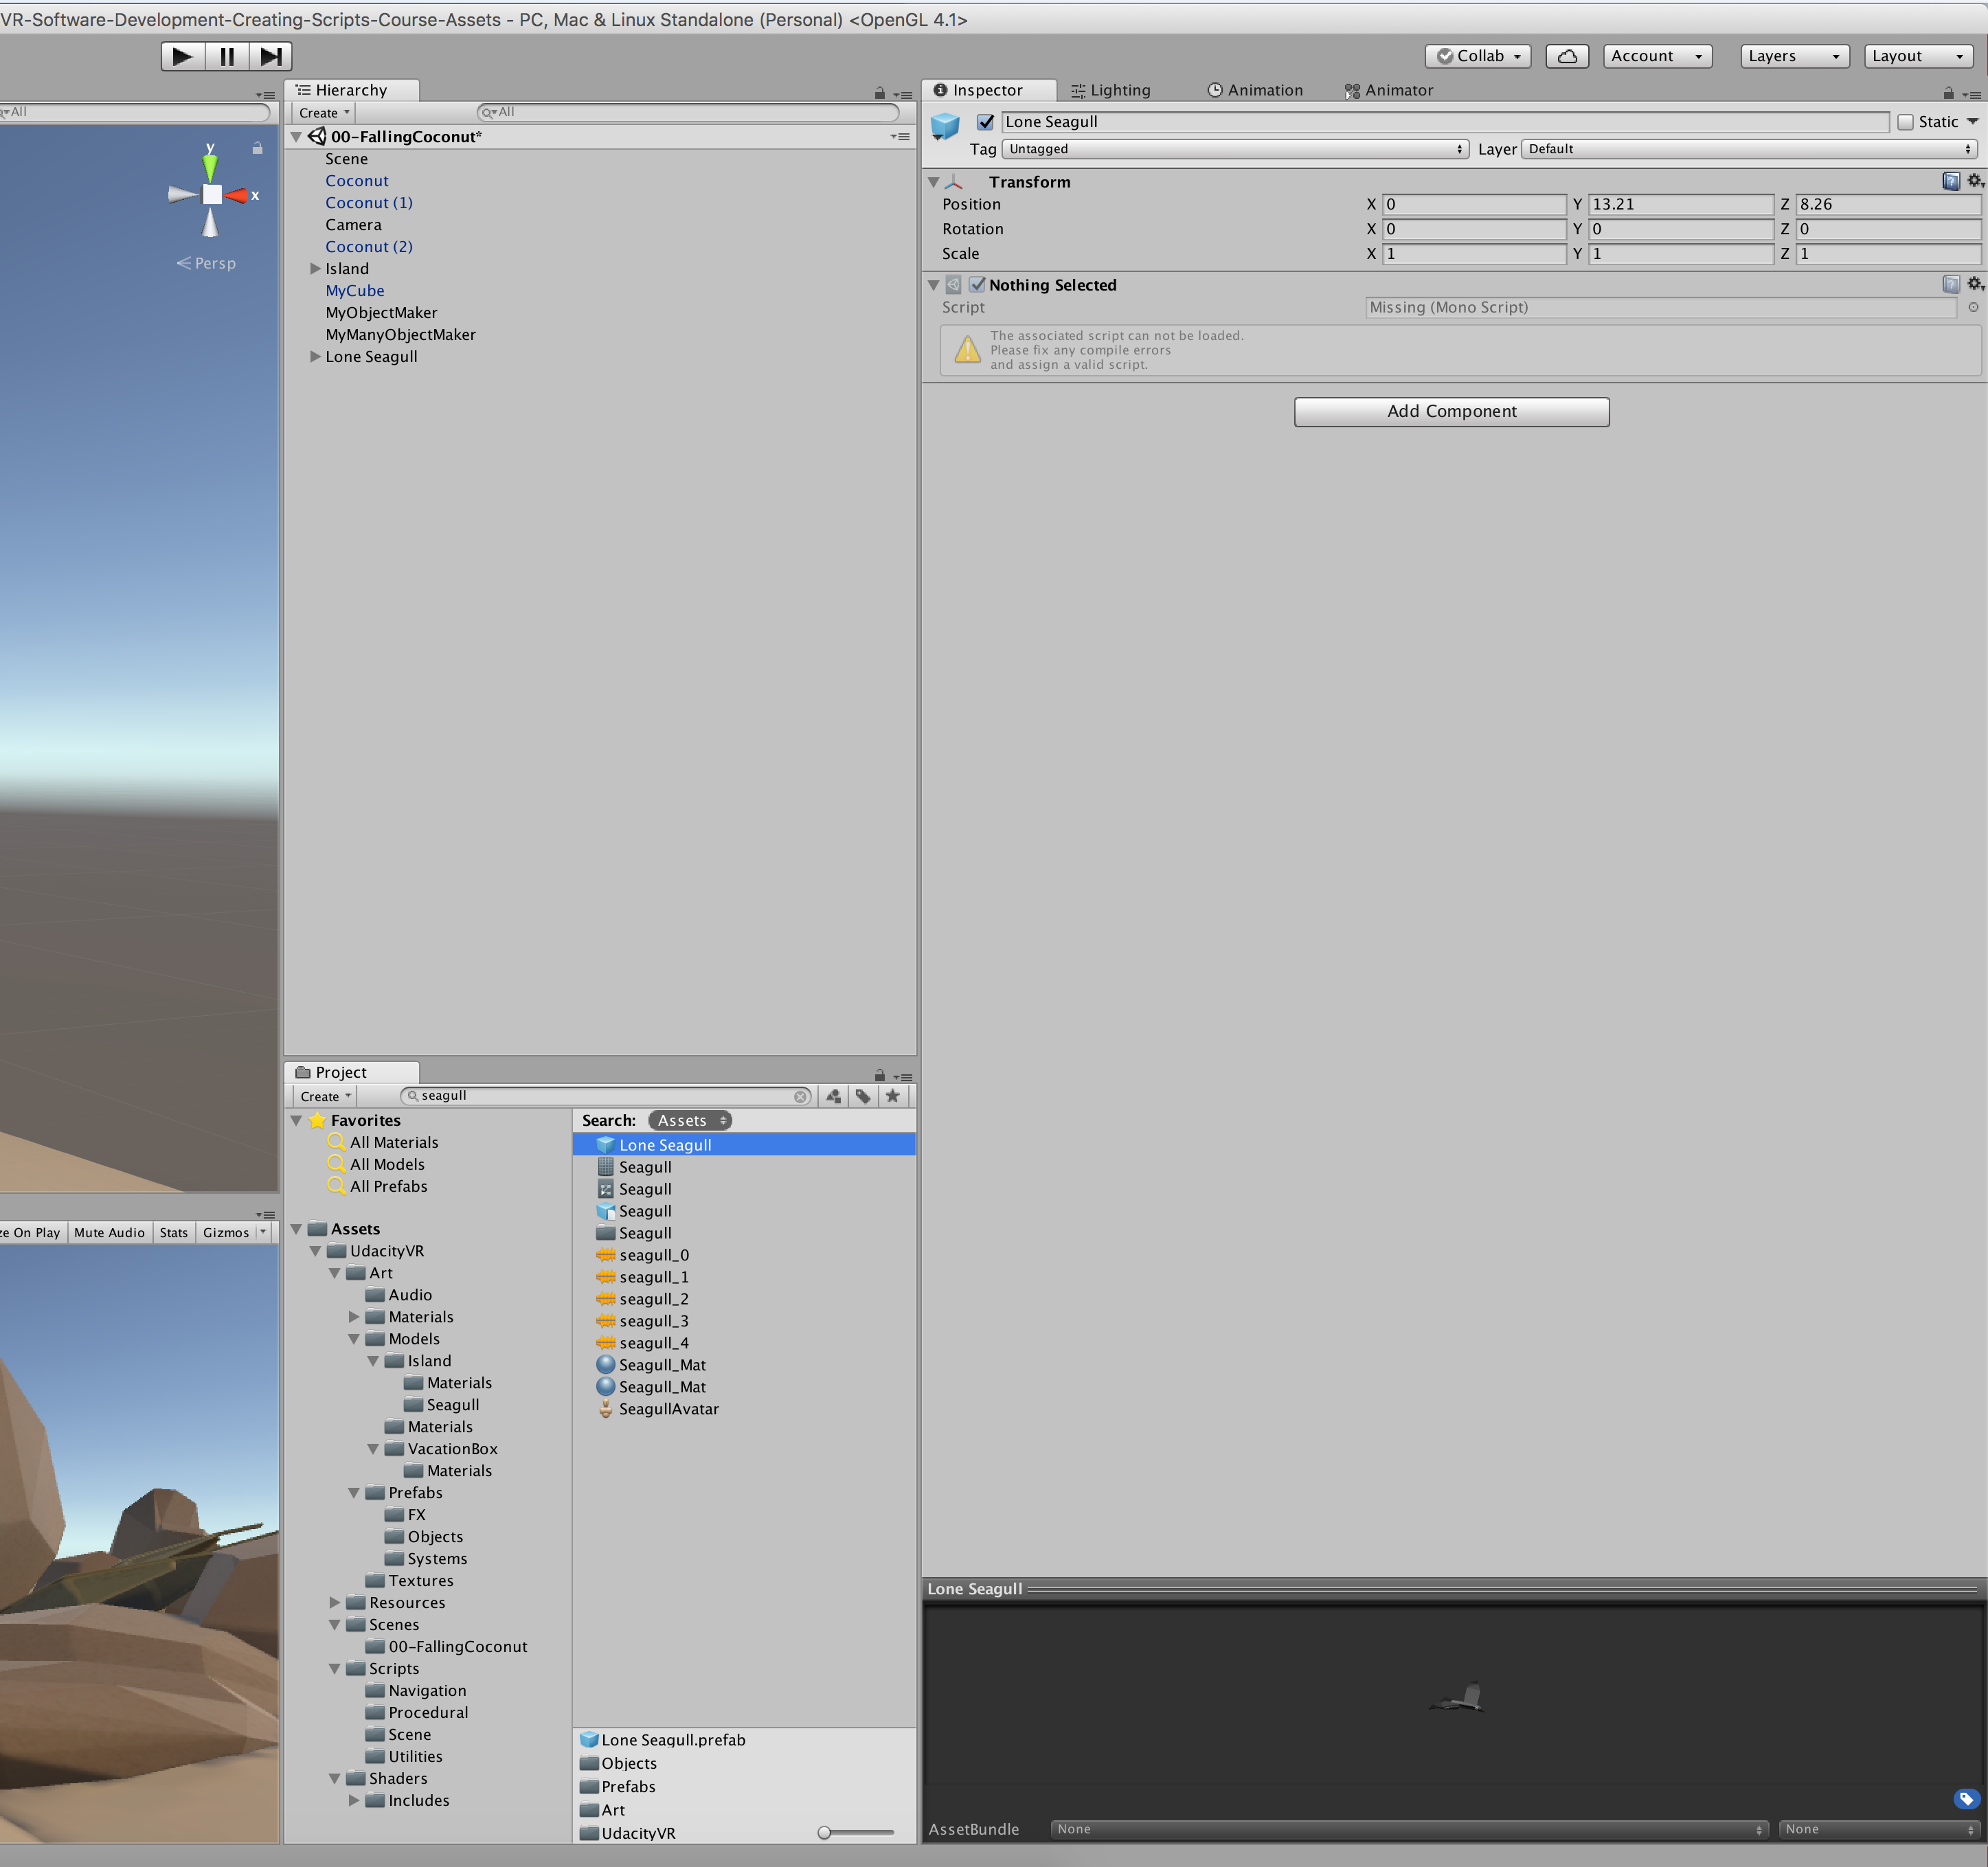 VR-Software-Development-Creating-Scripts-Course-Assets - PC, Mac & Linux Standalone (Personal) <OpenGL 4.1>
Collab
Account
Layers
Layout
All
y
x
Persp
Hierarchy
Create
All
00-FallingCoconut*
Scene
Coconut
Coconut (1)
Camera
Coconut (2)
Island
MyCube
MyObjectMaker
MyManyObjectMaker
Lone Seagull
Inspector
Lighting
Animation
Animator
Lone Seagull
Static
Tag Untagged Layer Default
Transform
Position X 0 Y 13.21 Z 8.26
Rotation X 0 Y 0 Z 0
Scale X 1 Y 1 Z 1
Nothing Selected
Script Missing (Mono Script)
The associated script can not be loaded.
Please fix any compile errors
and assign a valid script.
Add Component
ze On Play Mute Audio Stats Gizmos
Project
Create seagull
Favorites
All Materials
All Models
All Prefabs
Assets
UdacityVR
Art
Audio
Materials
Models
Island
Materials
Seagull
Materials
VacationBox
Materials
Prefabs
FX
Objects
Systems
Textures
Resources
Scenes
00-FallingCoconut
Scripts
Navigation
Procedural
Scene
Utilities
Shaders
Includes
Search: Assets
Lone Seagull
Seagull
Seagull
Seagull
Seagull
seagull_0
seagull_1
seagull_2
seagull_3
seagull_4
Seagull_Mat
Seagull_Mat
SeagullAvatar
Lone Seagull.prefab
Objects
Prefabs
Art
UdacityVR
Lone Seagull
AssetBundle None None